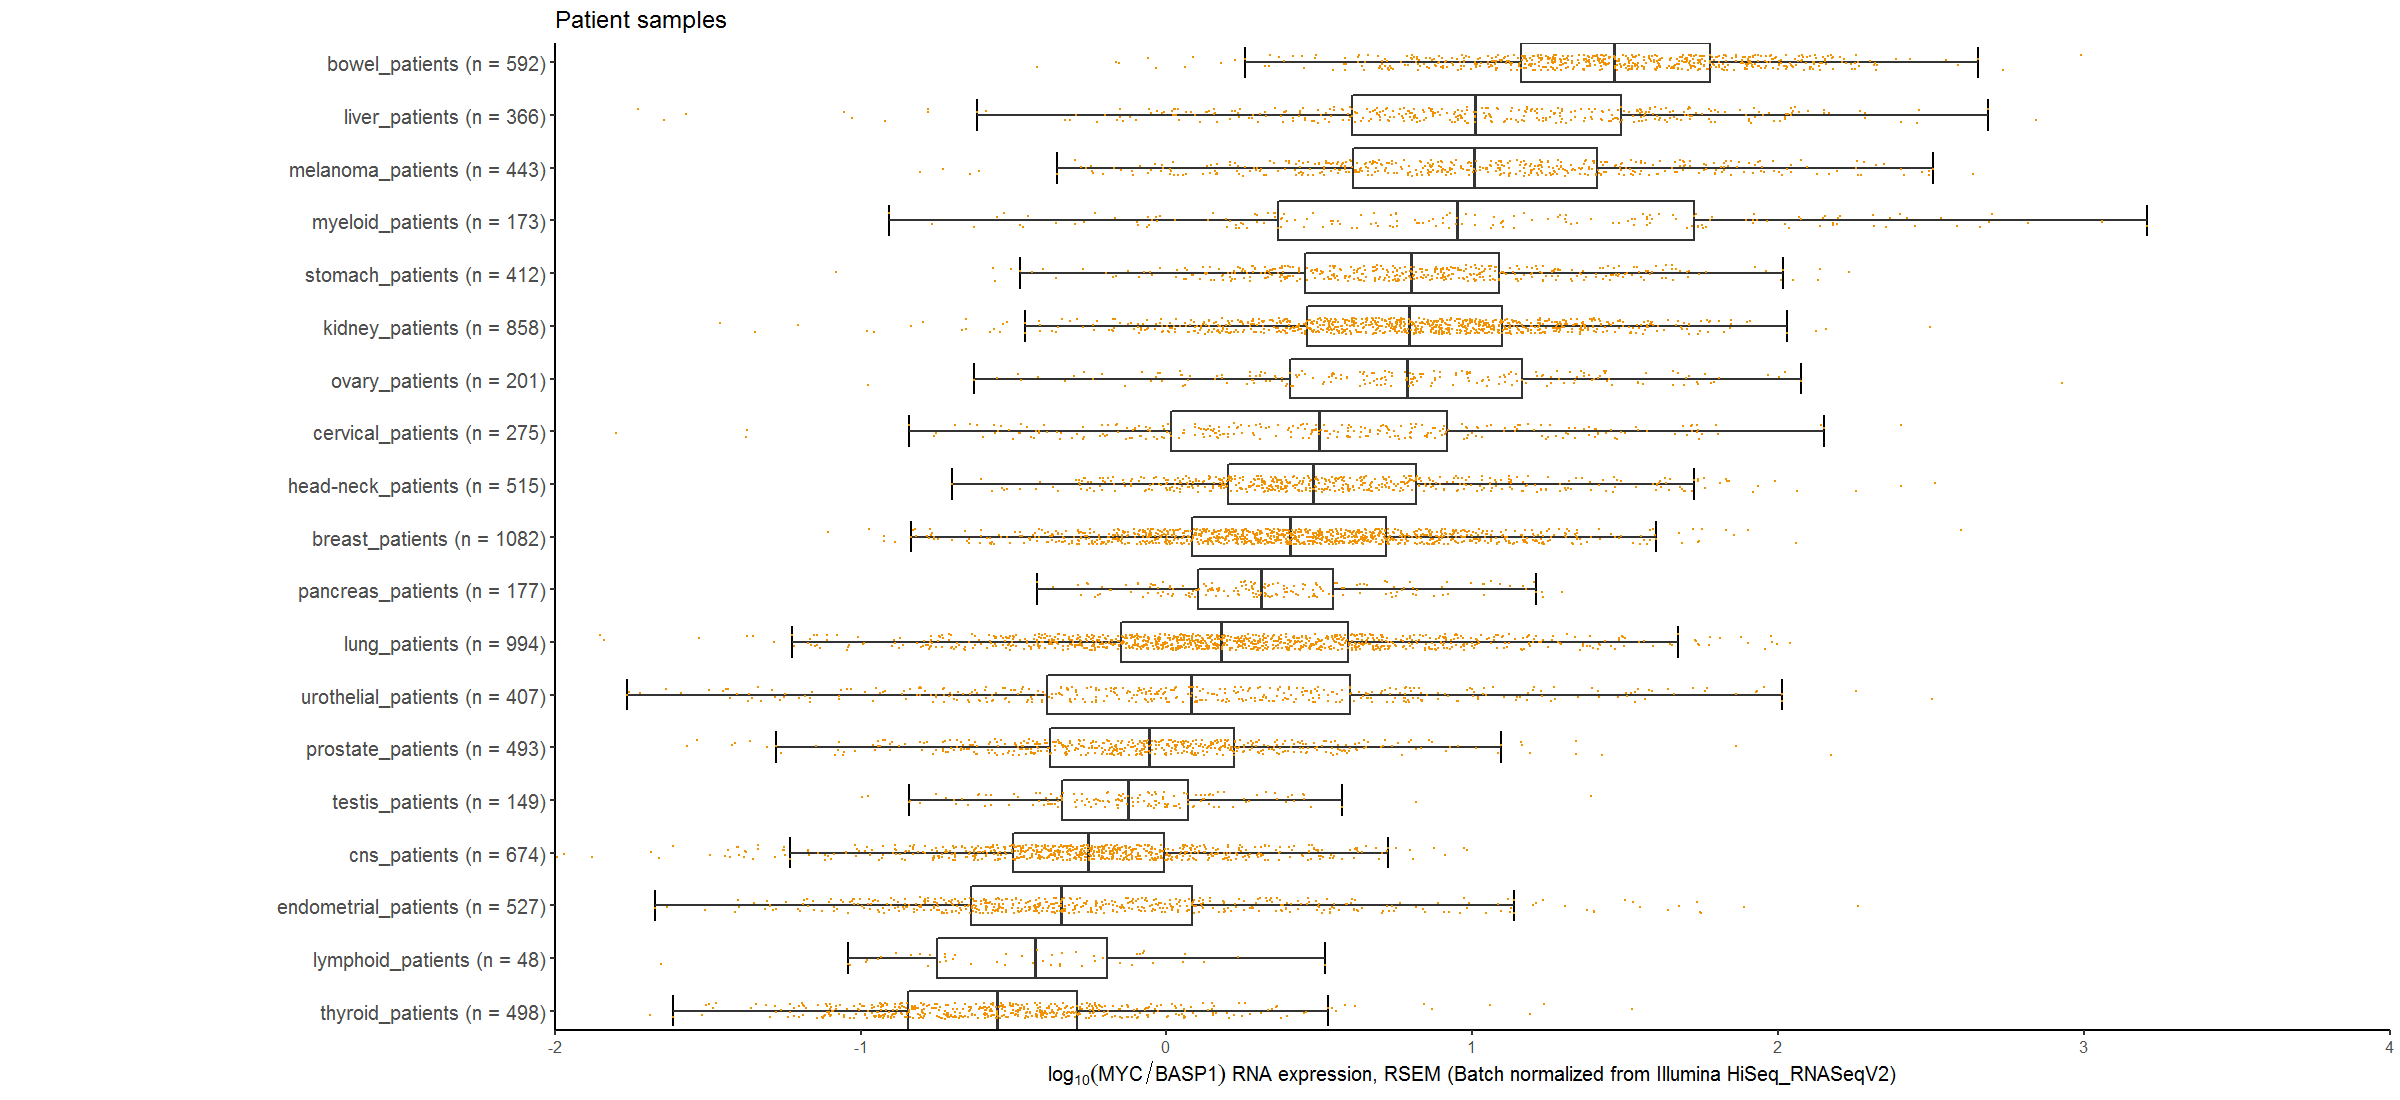 Patient samples
bowel_patients (n = 592)
liver_patients (n = 366)
melanoma_patients (n = 443)
myeloid_patients (n = 173)
stomach_patients (n = 412)
kidney_patients (n = 858)
ovary_patients (n = 201)
cervical_patients (n = 275)
head-neck_patients (n = 515)
breast_patients (n = 1082)
pancreas_patients (n = 177)
lung_patients (n = 994)
urothelial_patients (n = 407)
prostate_patients (n = 493)
testis_patients (n = 149)
cns_patients (n = 674)
endometrial_patients (n = 527)
lymphoid_patients (n = 48)
thyroid_patients (n = 498)
-2 -1 0 1 2 3 4
log₁₀(MYC/BASP1) RNA expression, RSEM (Batch normalized from Illumina HiSeq_RNASeqV2)